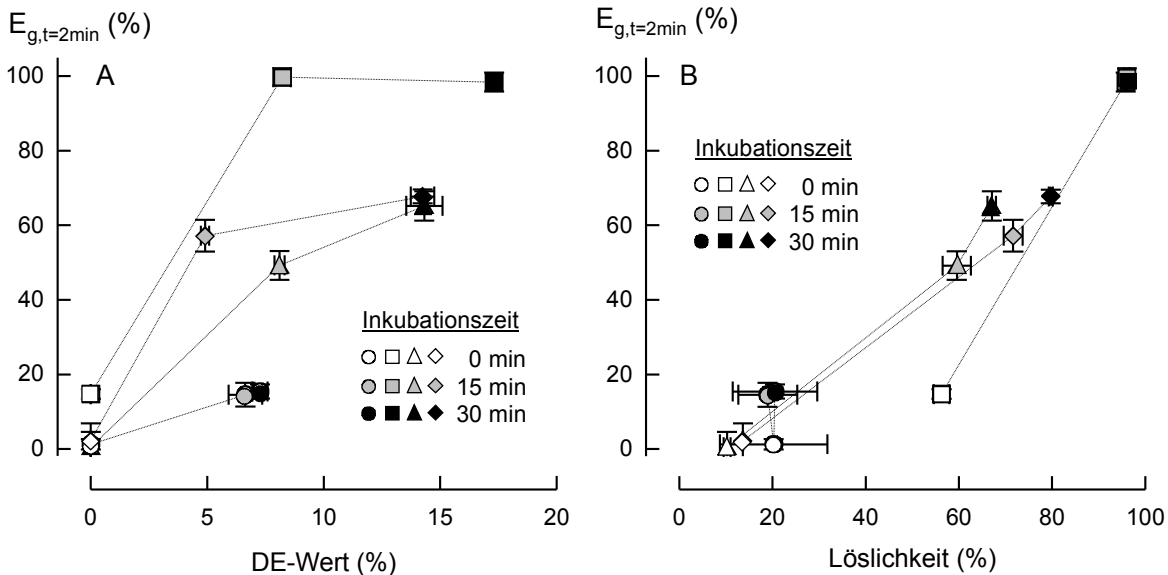 E_g,t=2min (%)
A
100
80
60
40
20
0
0 5 10 15 20
DE-Wert (%)
Inkubationszeit
0 min
15 min
30 min
E_g,t=2min (%)
B
100
80
60
40
20
0
0 20 40 60 80 100
Löslichkeit (%)
Inkubationszeit
0 min
15 min
30 min